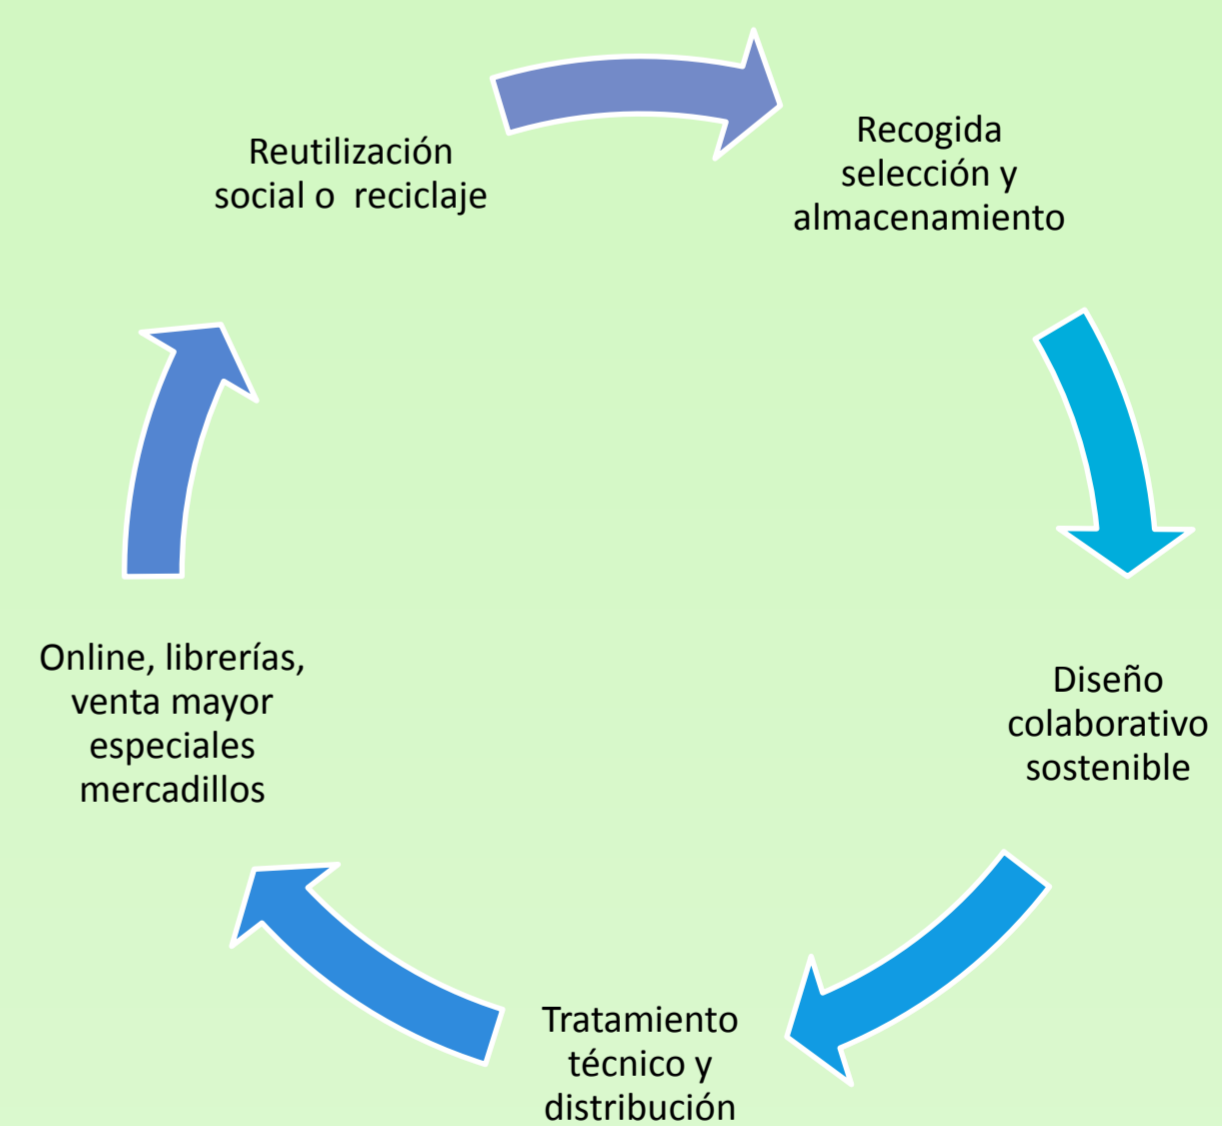 Reutilización
social o  reciclaje
Recogida
selección y
almacenamiento
Diseño
colaborativo
sostenible
Tratamiento
técnico y
distribución
Online, librerías,
venta mayor
especiales
mercadillos